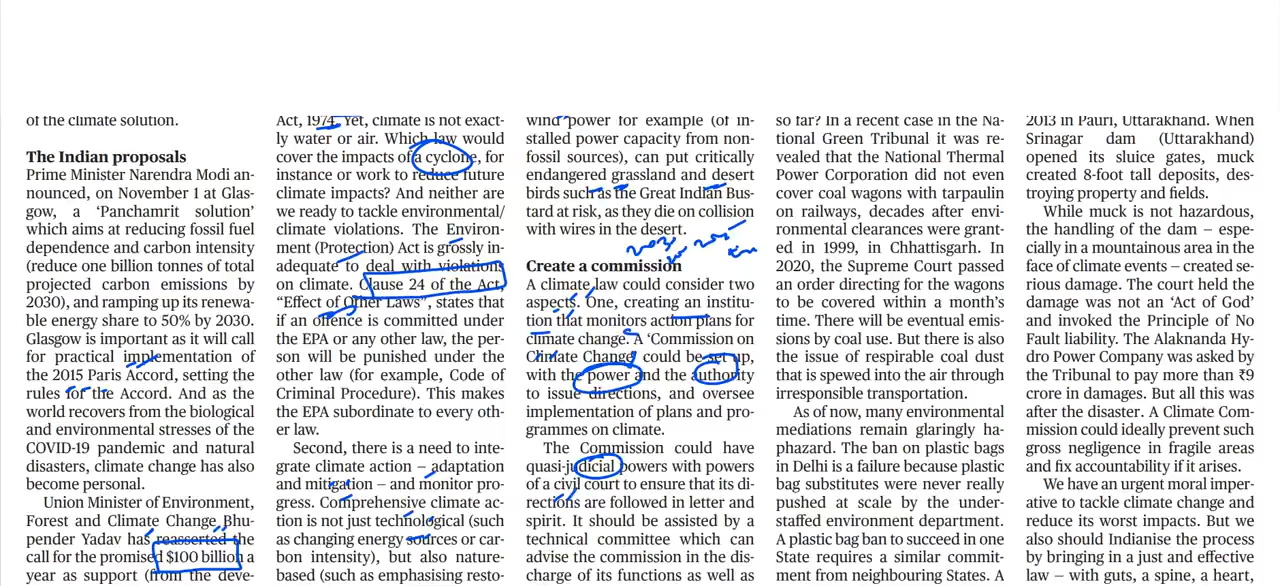 of the climate solution.
The Indian proposals
Prime Minister Narendra Modi an-
nounced, on November 1 at Glas-
gow, a ‘Panchamrit solution’
which aims at reducing fossil fuel
dependence and carbon intensity
(reduce one billion tonnes of total
projected carbon emissions by
2030), and ramping up its renewa-
ble energy share to 50% by 2030.
Glasgow is important as it will call
for practical implementation of
the 2015 Paris Accord, setting the
rules for the Accord. And as the
world recovers from the biological
and environmental stresses of the
COVID-19 pandemic and natural
disasters, climate change has also
become personal.
Union Minister of Environment,
Forest and Climate Change Bhu-
pender Yadav has reasserted the
call for the promised $100 billion a
year as support (from the deve-
Act, 1974. Yet, climate is not exact-
ly water or air. Which law would
cover the impacts of a cyclone, for
instance or work to reduce future
climate impacts? And neither are
we ready to tackle environmental/
climate violations. The Environ-
ment (Protection) Act is grossly in-
adequate to deal with violations
on climate. Clause 24 of the Act,
“Effect of Other Laws”, states that
if an offence is committed under
the EPA or any other law, the per-
son will be punished under the
other law (for example, Code of
Criminal Procedure). This makes
the EPA subordinate to every oth-
er law.
Second, there is a need to inte-
grate climate action – adaptation
and mitigation – and monitor pro-
gress. Comprehensive climate ac-
tion is not just technological (such
as changing energy sources or car-
bon intensity), but also nature-
based (such as emphasising resto-
wind power for example (of in-
stalled power capacity from non-
fossil sources), can put critically
endangered grassland and desert
birds such as the Great Indian Bus-
tard at risk, as they die on collision
with wires in the desert.
Create a commission
A climate law could consider two
aspects. One, creating an institu-
tion that monitors action plans for
climate change. A ‘Commission on
Climate Change’ could be set up,
with the power and the authority
to issue directions, and oversee
implementation of plans and pro-
grammes on climate.
The Commission could have
quasi-judicial powers with powers
of a civil court to ensure that its di-
rections are followed in letter and
spirit. It should be assisted by a
technical committee which can
advise the commission in the dis-
charge of its functions as well as
so far? In a recent case in the Na-
tional Green Tribunal it was re-
vealed that the National Thermal
Power Corporation did not even
cover coal wagons with tarpaulin
on railways, decades after envi-
ronmental clearances were grant-
ed in 1999, in Chhattisgarh. In
2020, the Supreme Court passed
an order directing for the wagons
to be covered within a month’s
time. There will be eventual emis-
sions by coal use. But there is also
the issue of respirable coal dust
that is spewed into the air through
irresponsible transportation.
As of now, many environmental
mediations remain glaringly ha-
phazard. The ban on plastic bags
in Delhi is a failure because plastic
bag substitutes were never really
pushed at scale by the under-
staffed environment department.
A plastic bag ban to succeed in one
State requires a similar commit-
ment from neighbouring States. A
2013 in Pauri, Uttarakhand. When
Srinagar dam (Uttarakhand)
opened its sluice gates, muck
created 8-foot tall deposits, des-
troying property and fields.
While muck is not hazardous,
the handling of the dam – espe-
cially in a mountainous area in the
face of climate events – created se-
rious damage. The court held the
damage was not an ‘Act of God’
and invoked the Principle of No
Fault liability. The Alaknanda Hy-
dro Power Company was asked by
the Tribunal to pay more than ₹9
crore in damages. But all this was
after the disaster. A Climate Com-
mission could ideally prevent such
gross negligence in fragile areas
and fix accountability if it arises.
We have an urgent moral imper-
ative to tackle climate change and
reduce its worst impacts. But we
also should Indianise the process
by bringing in a just and effective
law – with guts, a spine, a heart,